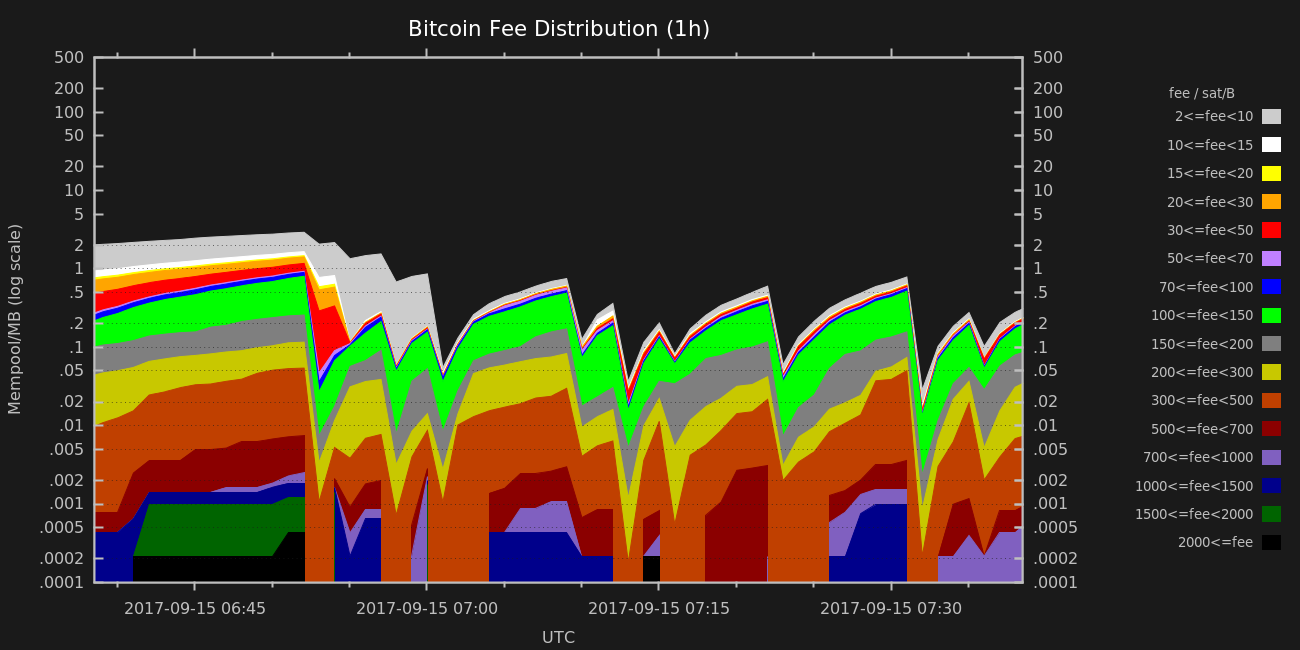 Bitcoin Fee Distribution (1h)
500
200
100
50
20
10
5
2
1
.5
.2
.1
.05
.02
.01
.005
.002
.001
.0005
.0002
.0001
Mempool/MB (log scale)
500
200
100
50
20
10
5
2
1
.5
.2
.1
.05
.02
.01
.005
.002
.001
.0005
.0002
.0001
2017-09-15 06:45 2017-09-15 07:00 2017-09-15 07:15 2017-09-15 07:30
UTC
fee / sat/B
2<=fee<10
10<=fee<15
15<=fee<20
20<=fee<30
30<=fee<50
50<=fee<70
70<=fee<100
100<=fee<150
150<=fee<200
200<=fee<300
300<=fee<500
500<=fee<700
700<=fee<1000
1000<=fee<1500
1500<=fee<2000
2000<=fee